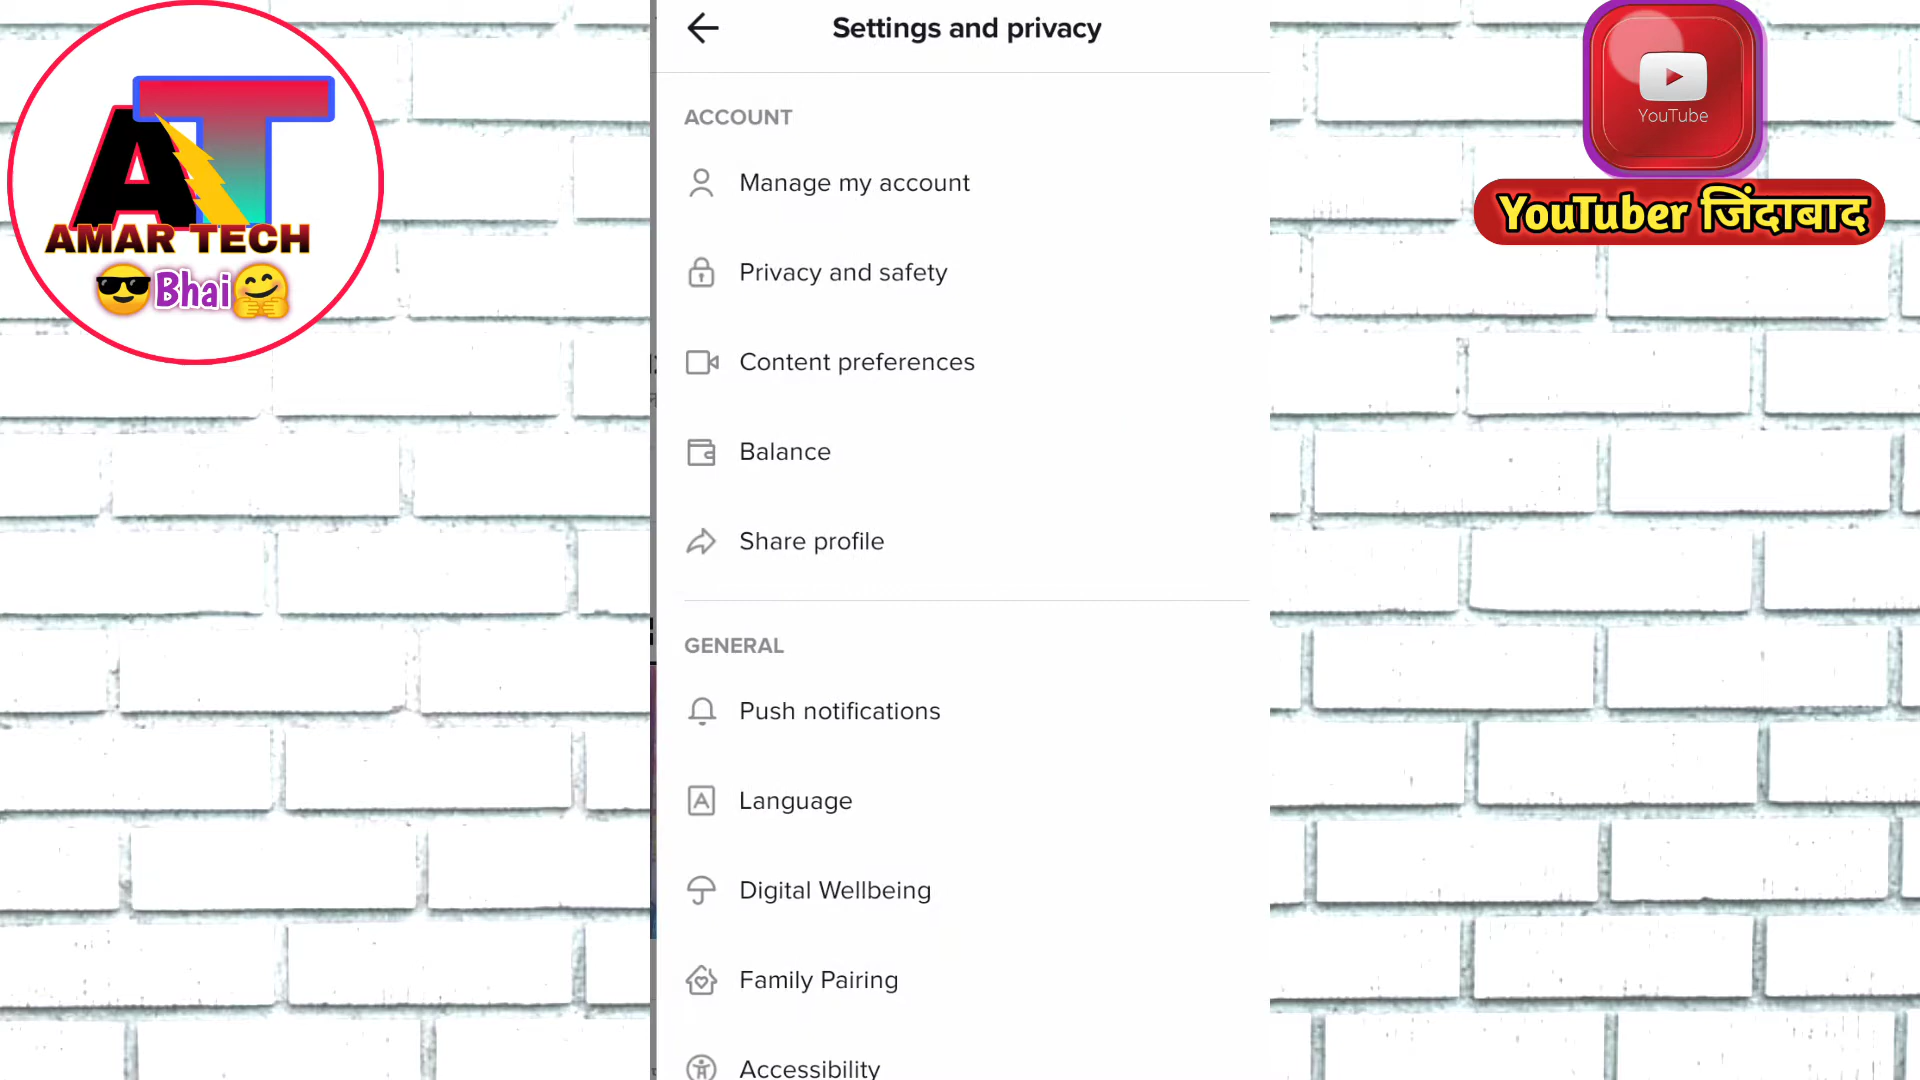 AT
AMAR TECH
Bhai
Settings and privacy
ACCOUNT
Manage my account
Privacy and safety
Content preferences
Balance
Share profile
GENERAL
Push notifications
Language
Digital Wellbeing
Family Pairing
Accessibility
YouTube
YouTuber जिंदाबाद